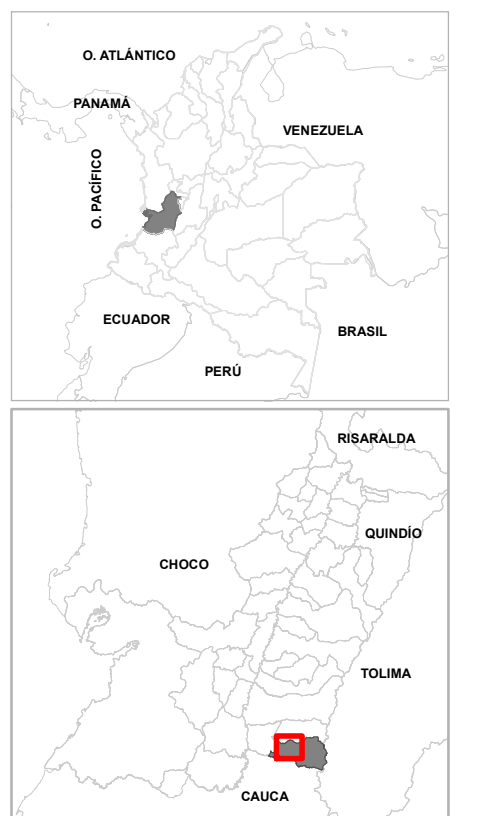 O. ATLÁNTICO
PANAMÁ
VENEZUELA
O. PACÍFICO
ECUADOR
BRASIL
PERÚ
RISARALDA
QUINDÍO
CHOCO
TOLIMA
CAUCA